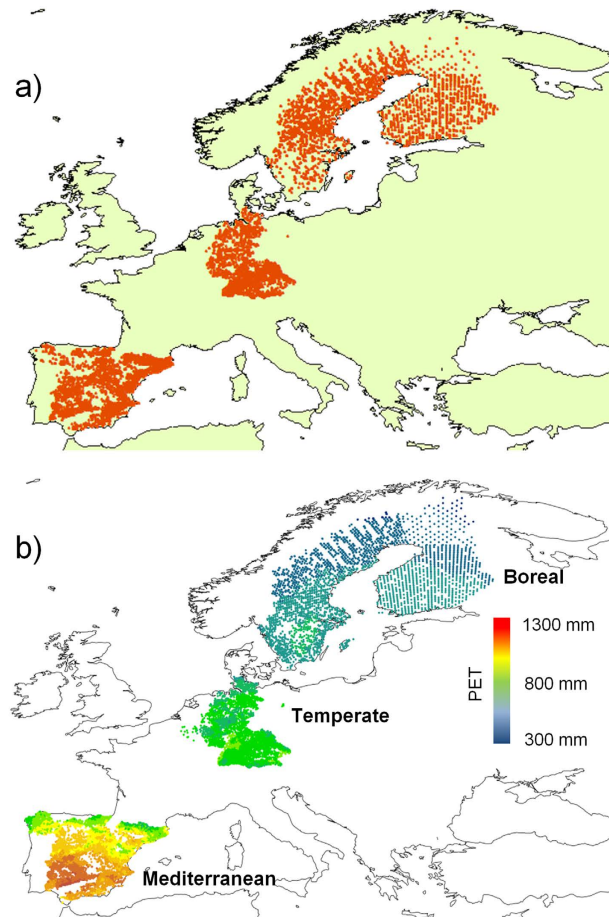 a)
b)
Boreal
1300 mm
PET
800 mm
300 mm
Temperate
Mediterranean